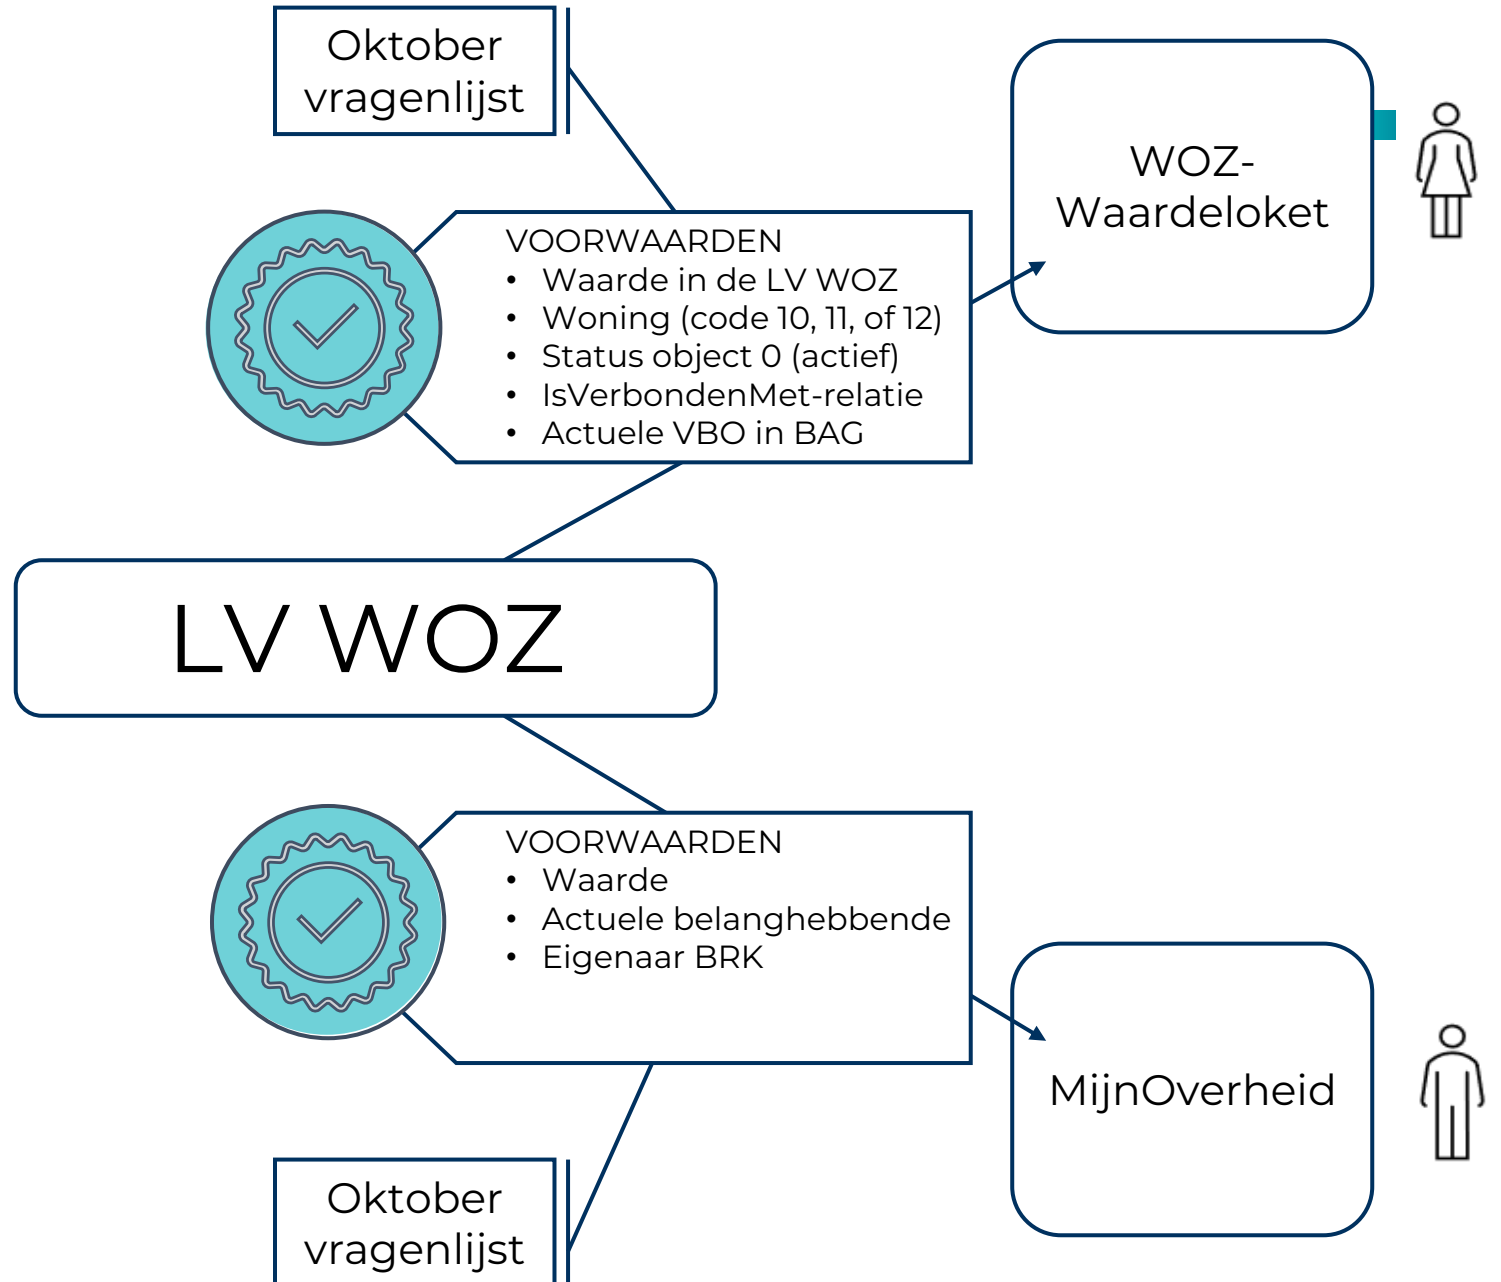 Oktober
vragenlijst
WOZ-
Waardeloket
VOORWAARDEN
• Waarde in de LV WOZ
• Woning (code 10, 11, of 12)
• Status object 0 (actief)
• IsVerbondenMet-relatie
• Actuele VBO in BAG
LV WOZ
VOORWAARDEN
• Waarde
• Actuele belanghebbende
• Eigenaar BRK
MijnOverheid
Oktober
vragenlijst